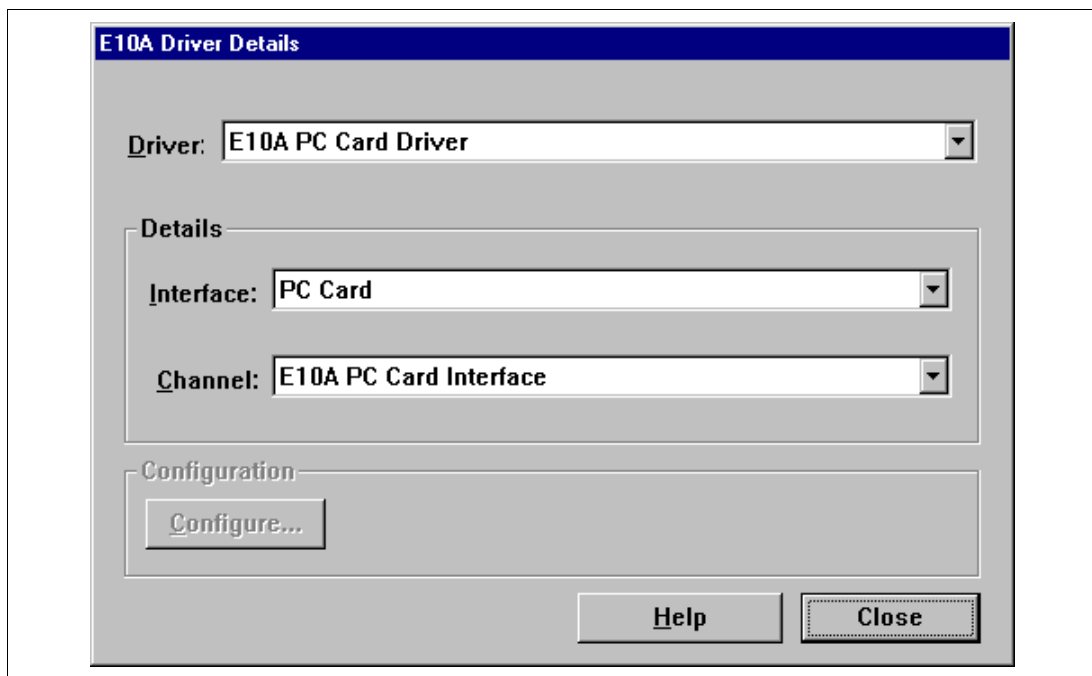 E10A Driver Details
Driver: E10A PC Card Driver
Details
Interface: PC Card
Channel: E10A PC Card Interface
Configuration
Configure...
Help Close